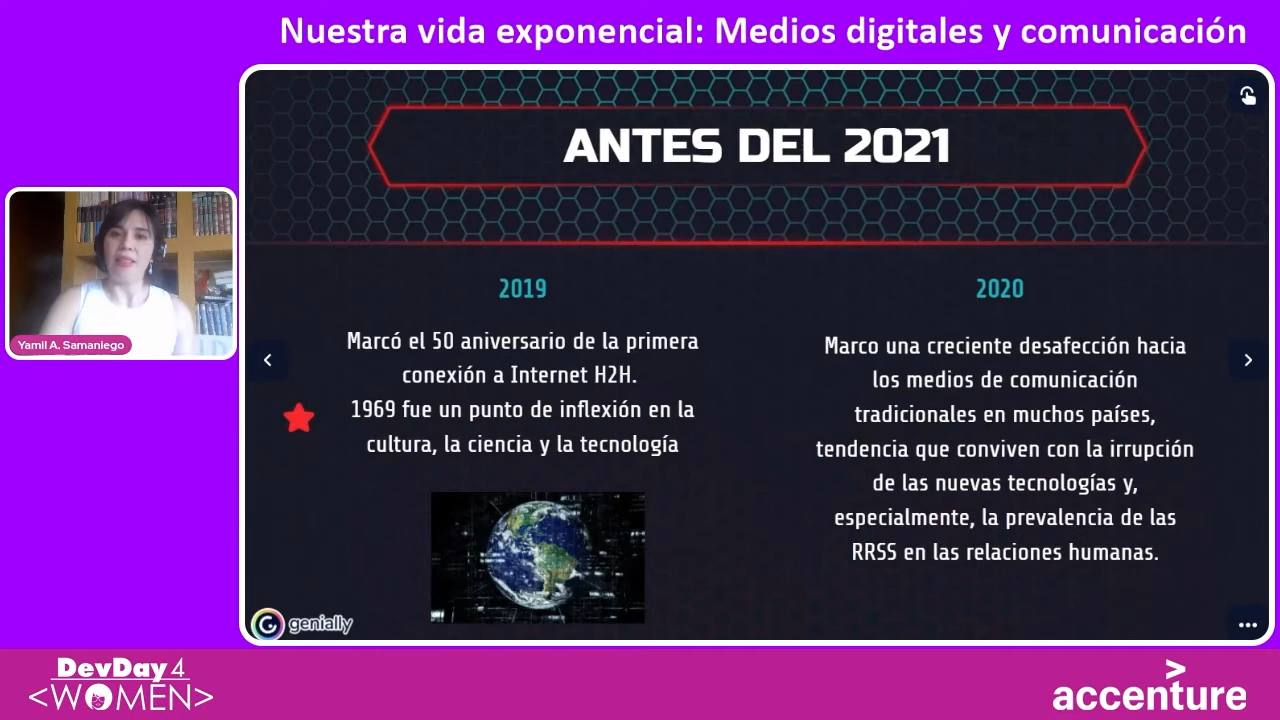 Nuestra vida exponencial: Medios digitales y comunicación
ANTES DEL 2021
2019
Marcó el 50 aniversario de la primera
conexión a Internet H2H.
1969 fue un punto de inflexión en la
cultura, la ciencia y la tecnología
2020
Marco una creciente desafección hacia
los medios de comunicación
tradicionales en muchos países,
tendencia que conviven con la irrupción
de las nuevas tecnologías y,
especialmente, la prevalencia de las
RRSS en las relaciones humanas.
Yamil A. Samaniego
genially
DevDay4
<WOMEN>
accenture